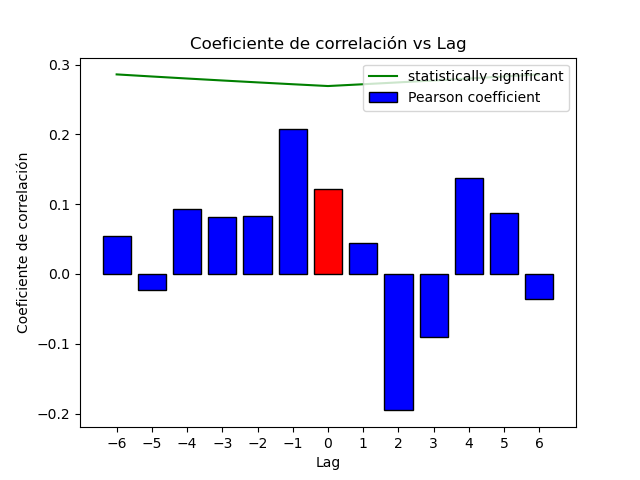 Coeficiente de correlación vs Lag
statistically significant
Pearson coefficient
Coeficiente de correlación
0.3
0.2
0.1
0.0
−0.1
−0.2
−6 −5 −4 −3 −2 −1 0 1 2 3 4 5 6
Lag